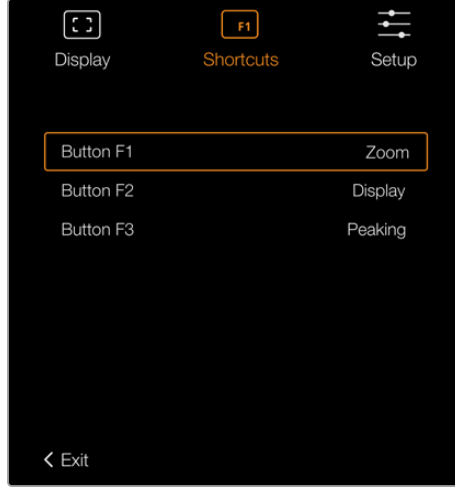 F1
Display Shortcuts Setup
Button F1 Zoom
Button F2 Display
Button F3 Peaking
Exit